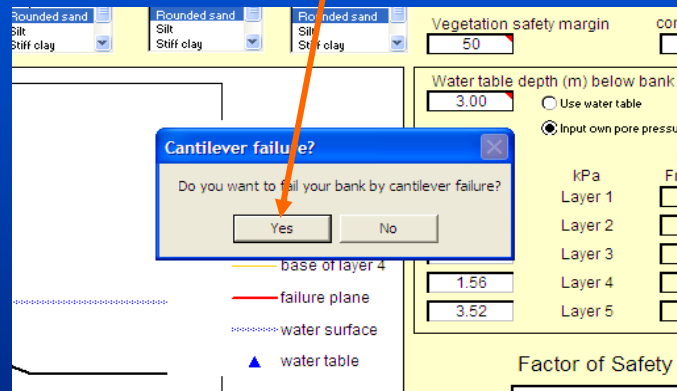 Rounded sand
Silt
Stiff clay
Rounded sand
Silt
Stiff clay
Rounded sand
Silt
Stiff clay
Vegetation safety margin
50
Water table depth (m) below bank
3.00
Use water table
Input own pore
Cantilever failure?
Do you want to fail your bank by cantilever failure?
Yes
No
kPa
Layer 1
Layer 2
Layer 3
1.56
Layer 4
3.52
Layer 5
base of layer 4
failure plane
water surface
water table
Factor of Safety